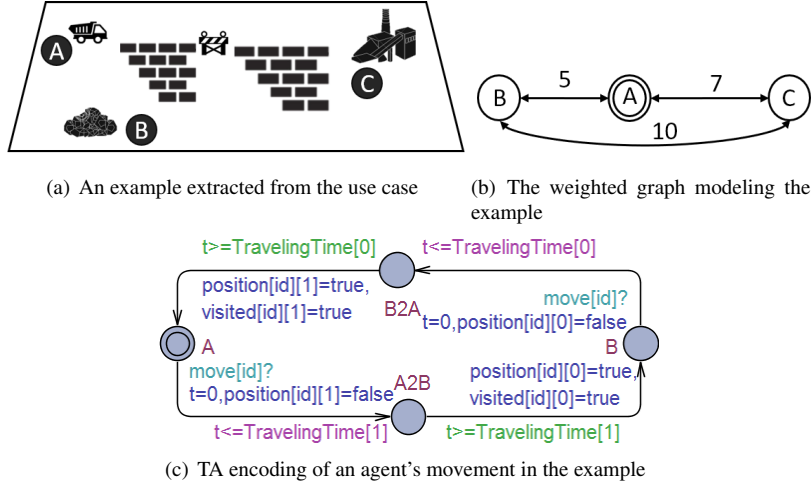 A
C
B
5
7
B
A
C
10
(a) An example extracted from the use case
(b) The weighted graph modeling the
example
t>=TravelingTime[0]
t<=TravelingTime[0]
position[id][1]=true,
visited[id][1]=true
B2A
move[id]?
t=0,position[id][0]=false
A
B
move[id]?
t=0,position[id][1]=false
A2B
position[id][0]=true,
visited[id][0]=true
t<=TravelingTime[1]
t>=TravelingTime[1]
(c) TA encoding of an agent's movement in the example